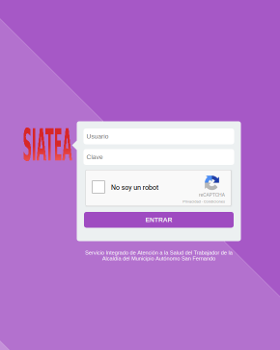 SIATEA
Usuario
Clave
No soy un robot
reCAPTCHA
Privacidad - Condiciones
ENTRAR
Servicio Integrado de Atención a la Salud del Trabajador de la
Alcaldía del Municipio Autónomo San Fernando